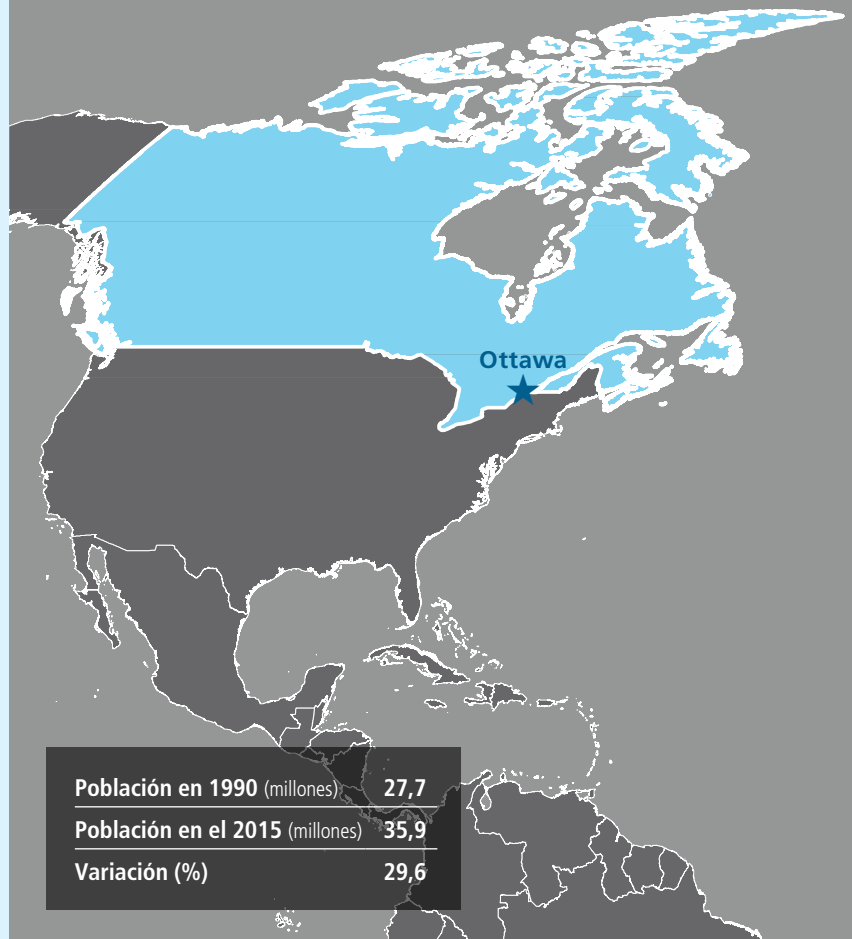 Ottawa
Población en 1990 (millones) 27,7
Población en el 2015 (millones) 35,9
Variación (%) 29,6